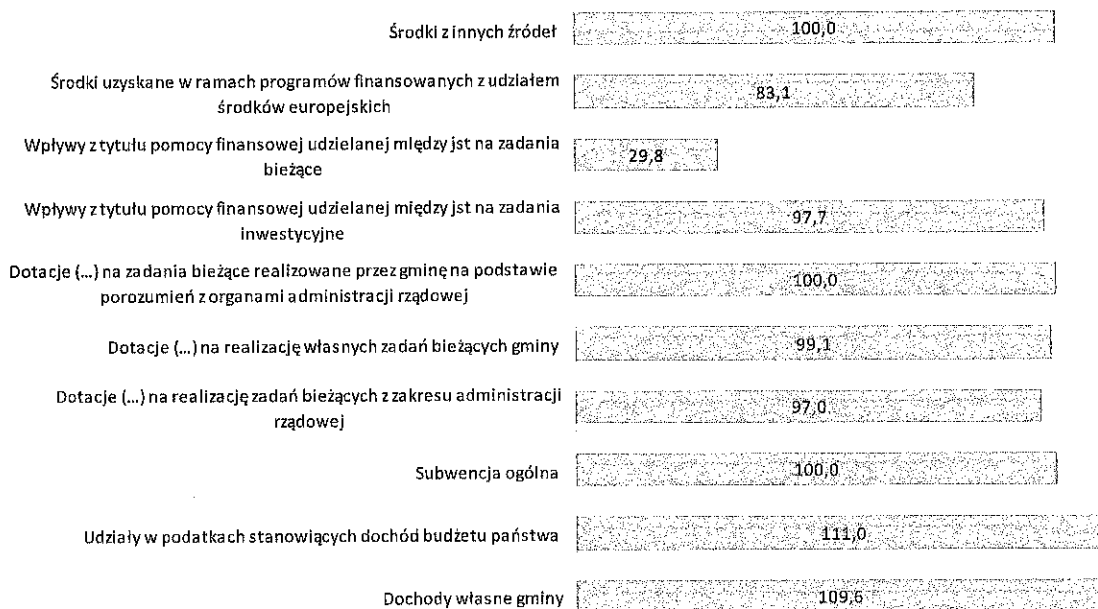 Środki z innych źródeł
100,0
Środki uzyskane w ramach programów finansowanych z udziałem
środków europejskich
83,1
Wpływy z tytułu pomocy finansowej udzielanej między jst na zadania
bieżące
29,8
Wpływy z tytułu pomocy finansowej udzielanej między jst na zadania
inwestycyjne
97,7
Dotacje (...) na zadania bieżące realizowane przez gminę na podstawie
porozumień z organami administracji rządowej
100,0
Dotacje (...) na realizację własnych zadań bieżących gminy
99,1
Dotacje (...) na realizację zadań bieżących z zakresu administracji
rządowej
97,0
Subwencja ogólna
100,0
Udziały w podatkach stanowiących dochód budżetu państwa
111,0
Dochody własne gminy
109,6